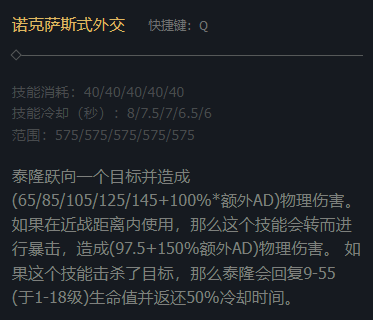 诺克萨斯式外交 快捷键：Q
技能消耗：40/40/40/40/40
技能冷却（秒）：8/7.5/7/6.5/6
范围：575/575/575/575/575
泰隆跃向一个目标并造成
(65/85/105/125/145+100%*额外AD)物理伤害。
如果在近战距离内使用，那么这个技能会转而进
行暴击，造成(97.5+150%额外AD)物理伤害。 如
果这个技能击杀了目标，那么泰隆会回复9-55
(于1-18级)生命值并返还50%冷却时间。